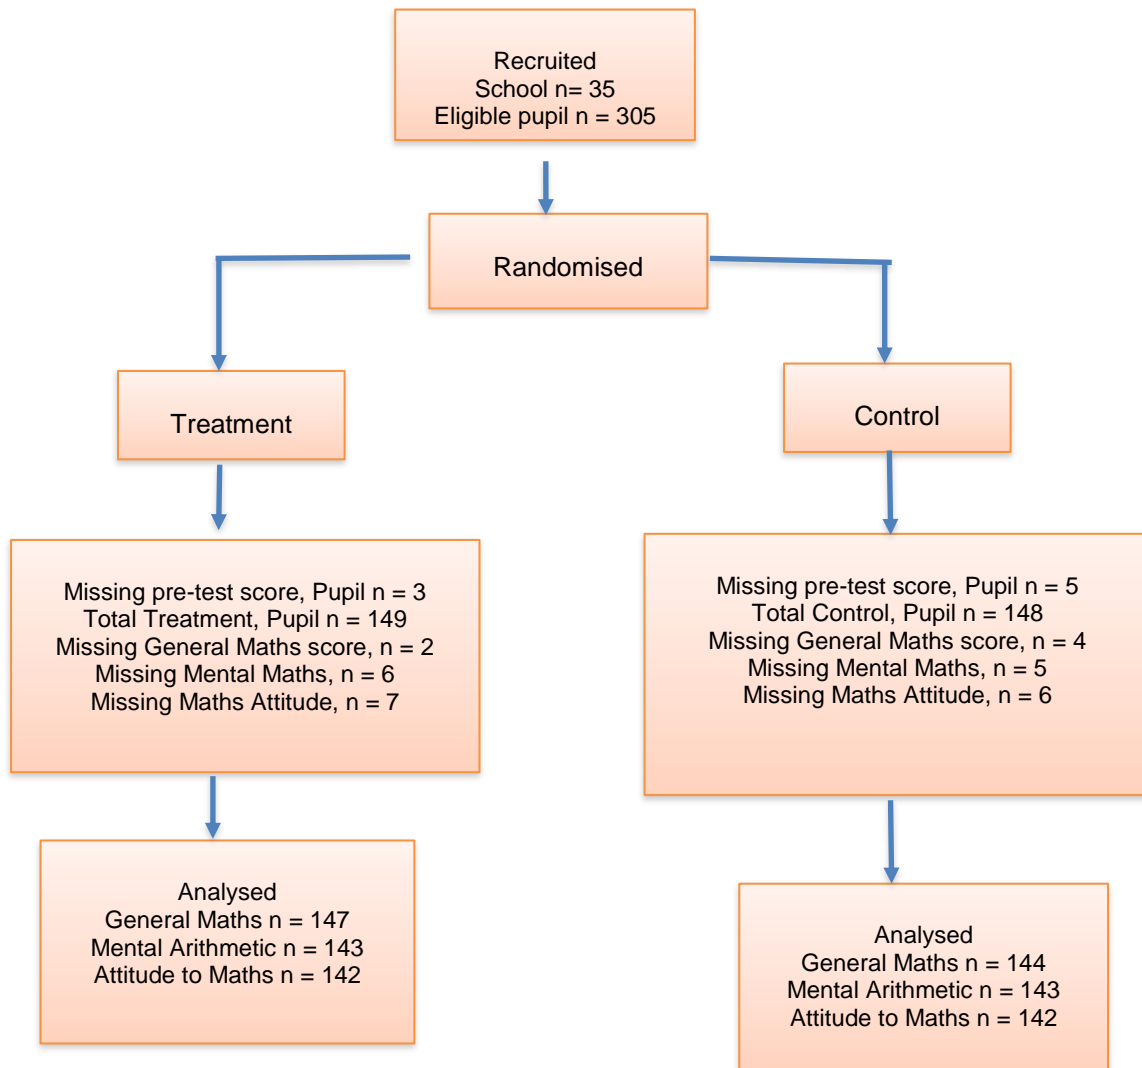 Recruited
School n= 35
Eligible pupil n = 305
Randomised
Treatment
Control
Missing pre-test score, Pupil n = 3
Total Treatment, Pupil n = 149
Missing General Maths score, n = 2
Missing Mental Maths, n = 6
Missing Maths Attitude, n = 7
Missing pre-test score, Pupil n = 5
Total Control, Pupil n = 148
Missing General Maths score, n = 4
Missing Mental Maths, n = 5
Missing Maths Attitude, n = 6
Analysed
General Maths n = 147
Mental Arithmetic n = 143
Attitude to Maths n = 142
Analysed
General Maths n = 144
Mental Arithmetic n = 143
Attitude to Maths n = 142